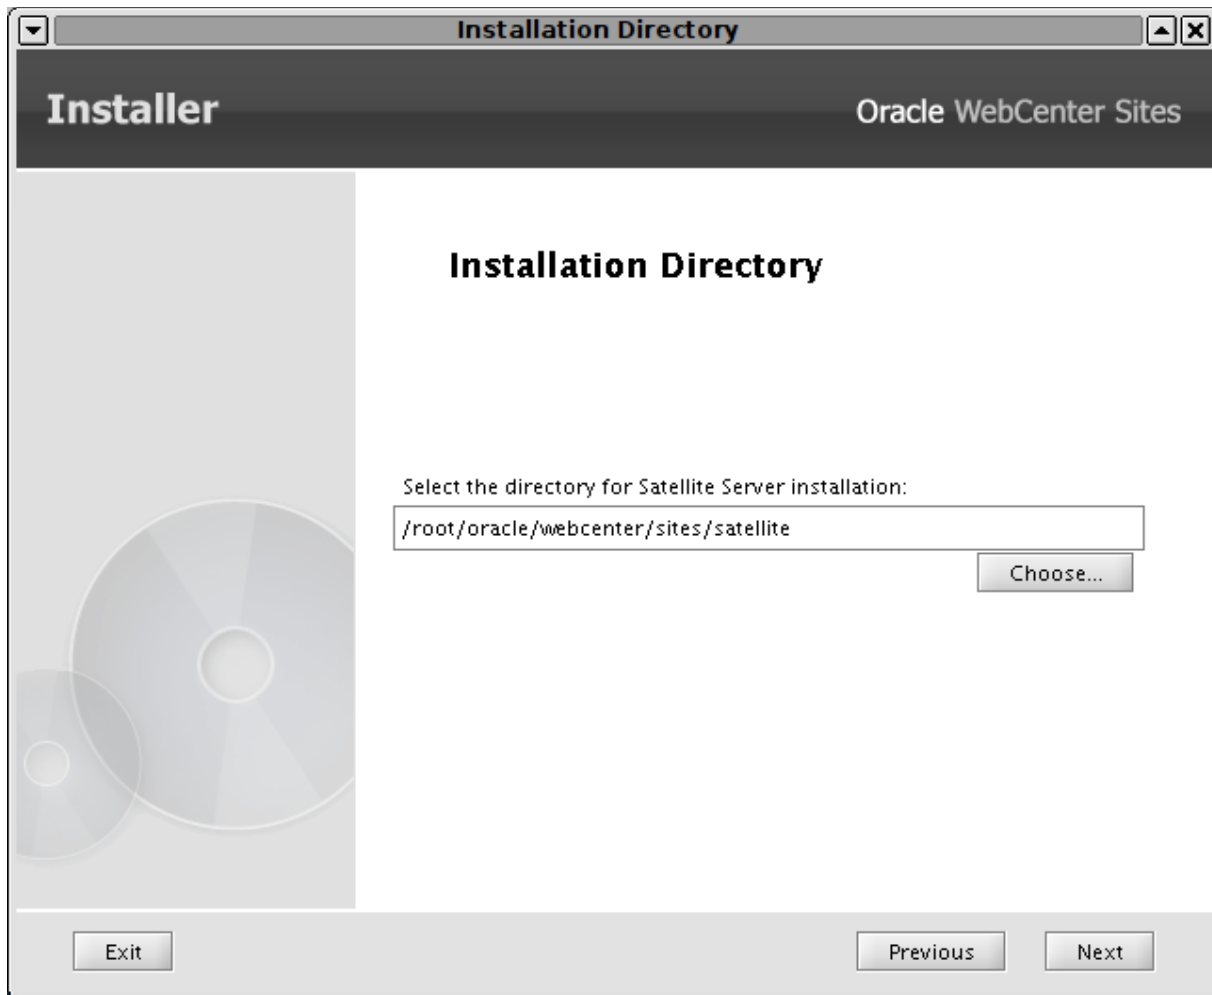 Installation Directory
Installer
Oracle WebCenter Sites
Installation Directory
Select the directory for Satellite Server installation:
/root/oracle/webcenter/sites/satellite
Choose...
Exit
Previous
Next